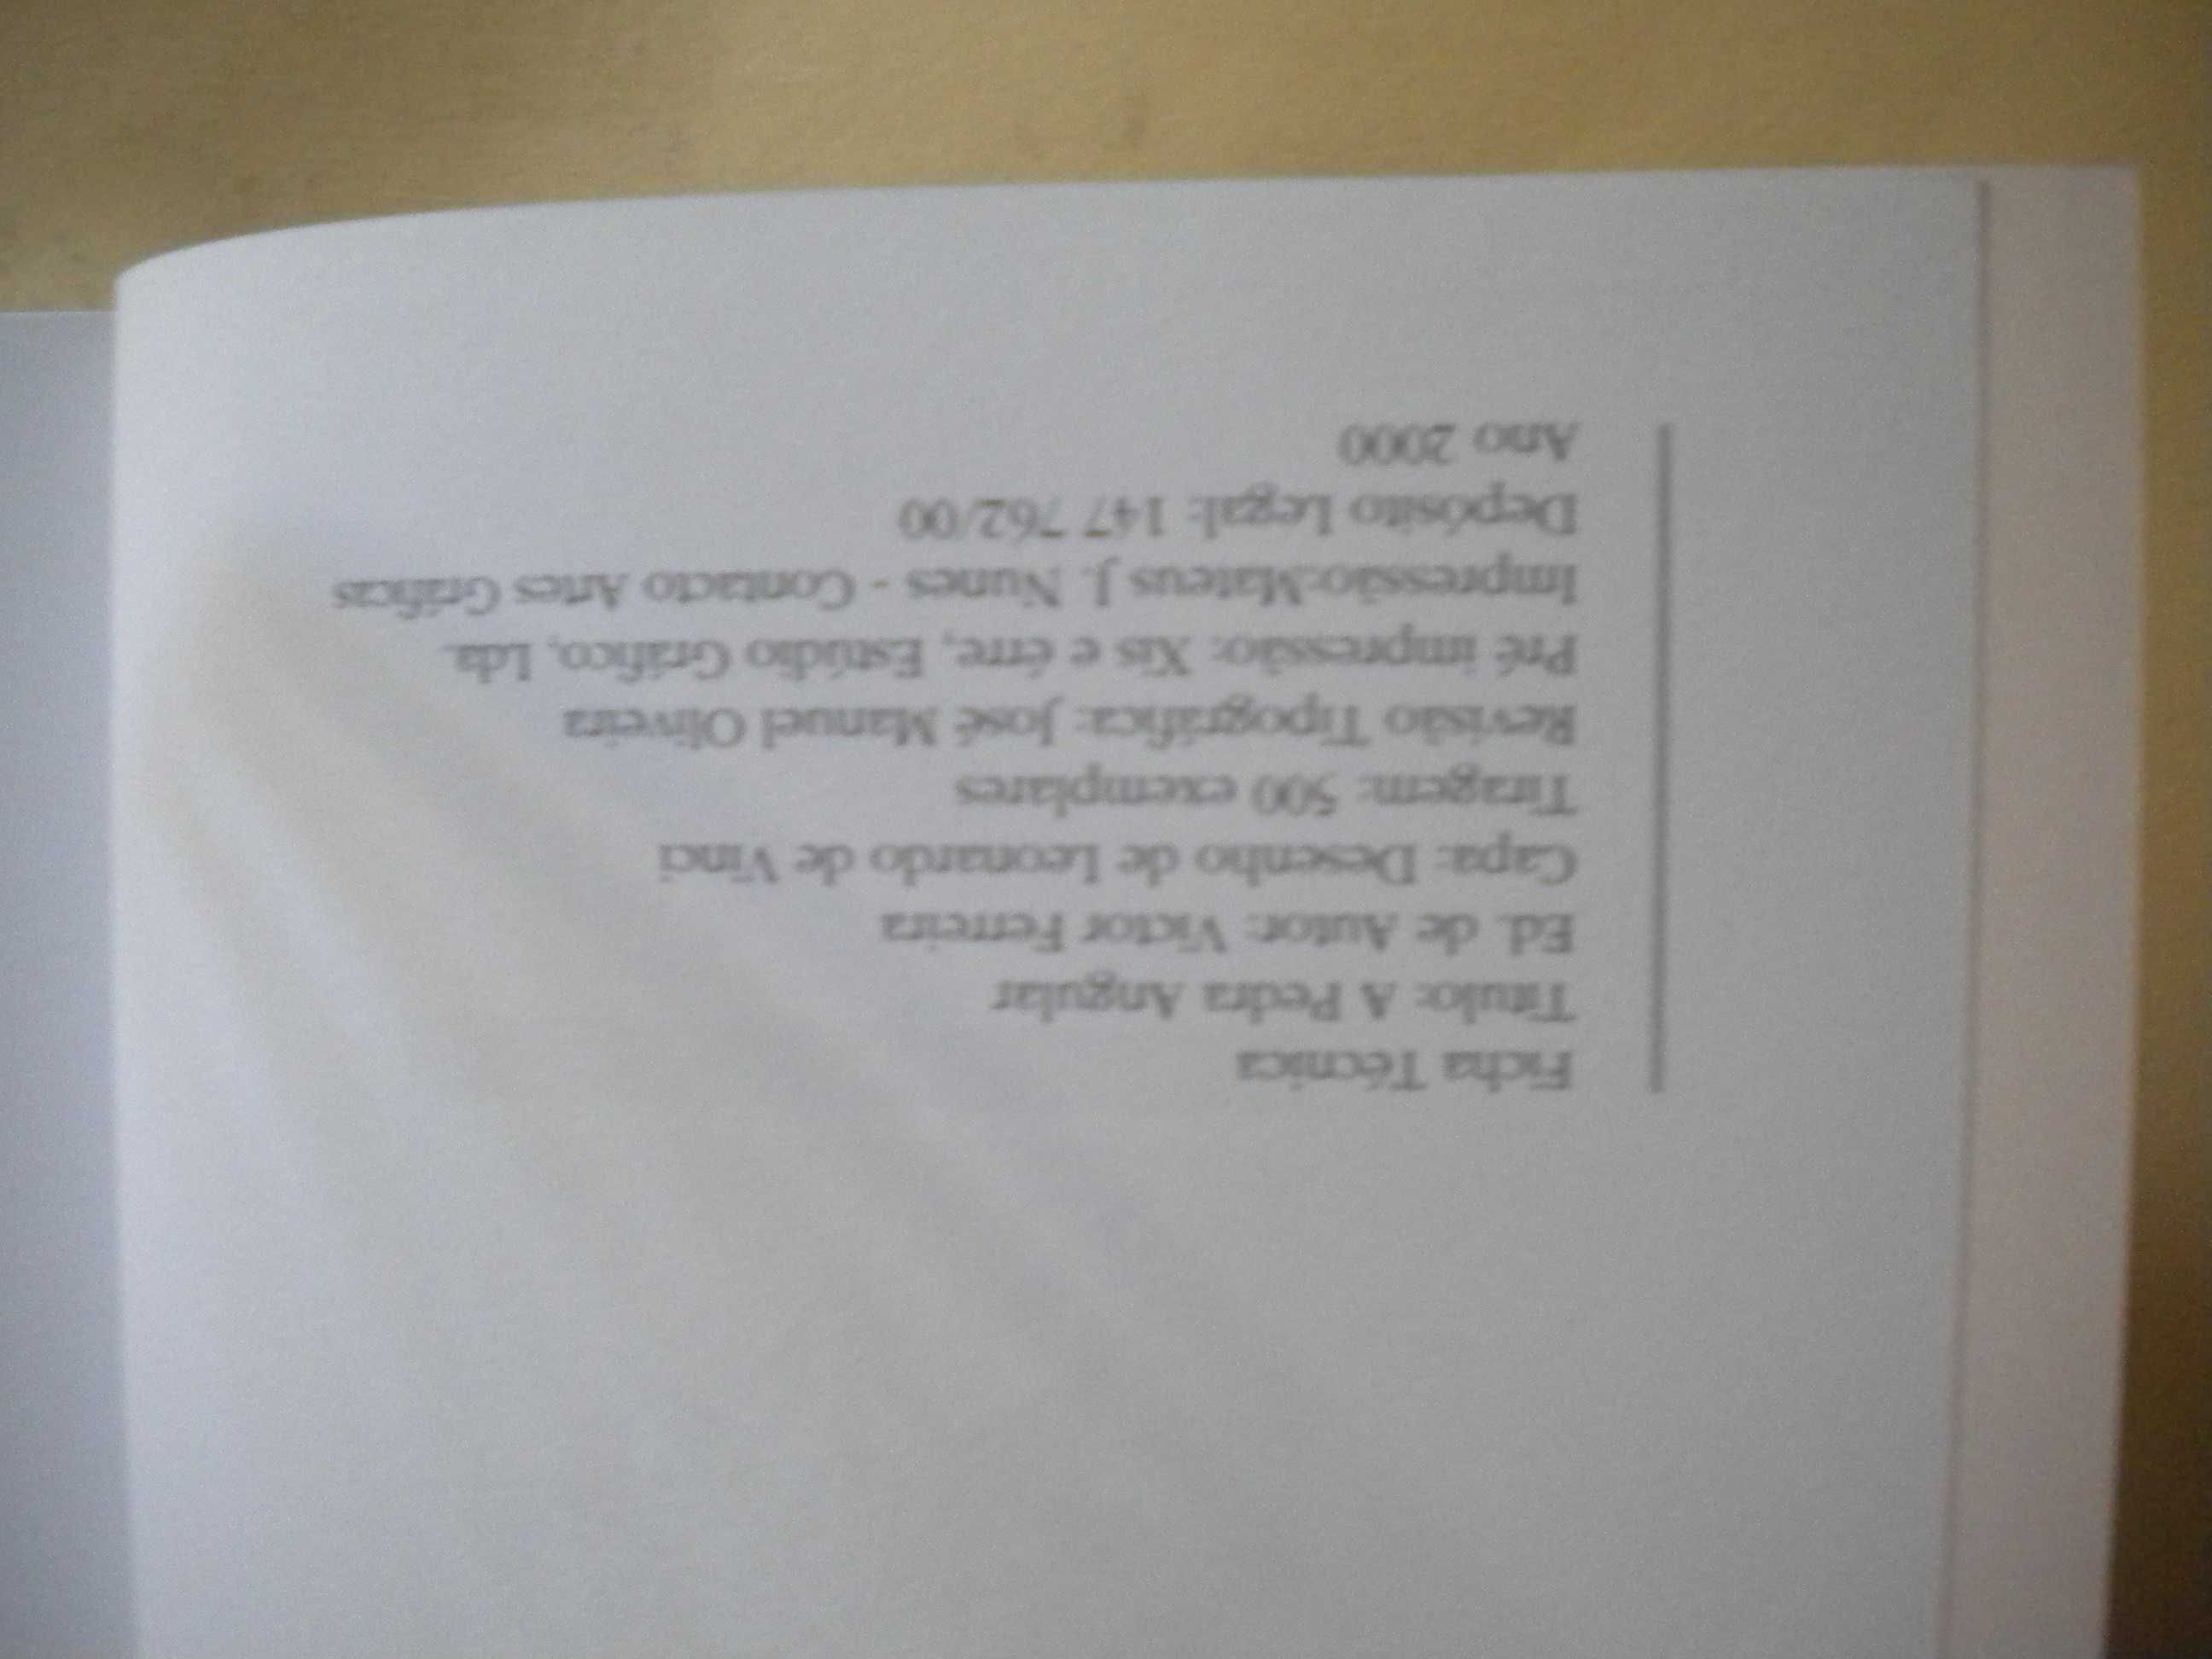 Ficha Técnica
Título: A Pedra Angular
Ed. de Autor: Victor Ferreira
Capa: Desenho de Leonardo de Vinci
Tiragem: 500 exemplares
Revisão Tipográfica: José Manuel Oliveira
Pré impressão: Xis e érre, Estúdio Gráfico, Lda.
Impressão:Mateus J. Nunes - Contacto Artes Gráficas
Depósito Legal: 147 762/00
Ano 2000